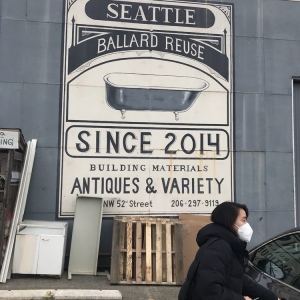 SEATTLE
BALLARD REUSE
SINCE 2014
BUILDING MATERIALS
ANTIQUES & VARIETY
NW 52ⁿᵈ Street 206-297-9119